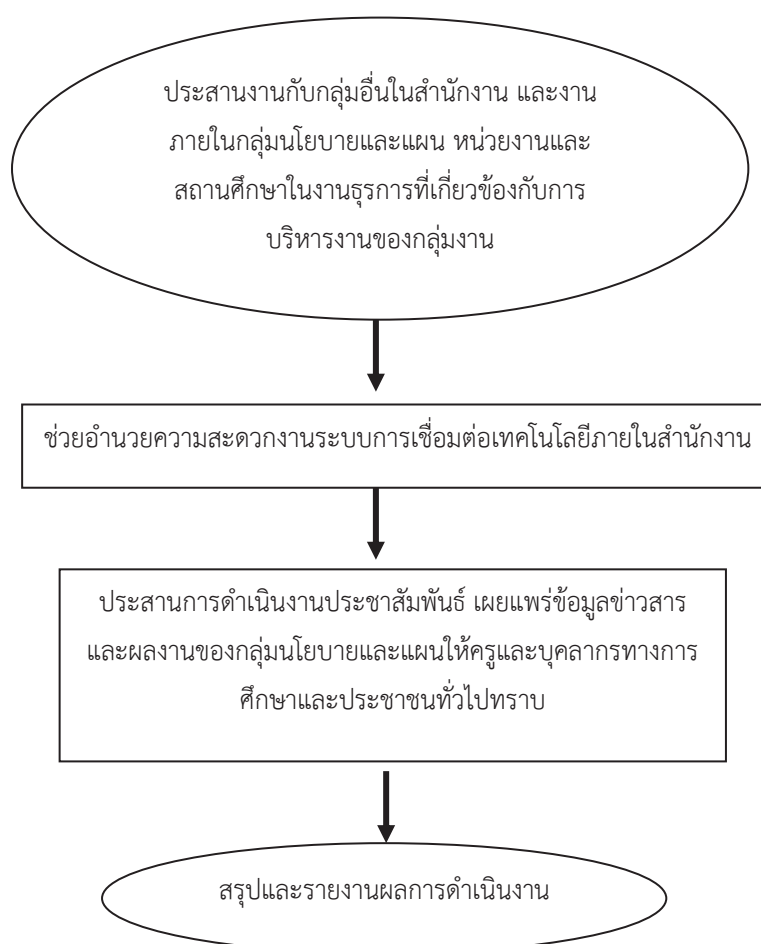 ประสานงานกับกลุ่มอื่นในสำนักงาน และงาน
ภายในกลุ่มนโยบายและแผน หน่วยงานและ
สถานศึกษาในงานธุรการที่เกี่ยวข้องกับการ
บริหารงานของกลุ่มงาน
ช่วยอำนวยความสะดวกงานระบบการเชื่อมต่อเทคโนโลยีภายในสำนักงาน
ประสานการดำเนินงานประชาสัมพันธ์ เผยแพร่ข้อมูลข่าวสาร
และผลงานของกลุ่มนโยบายและแผนให้ครูและบุคลากรทางการ
ศึกษาและประชาชนทั่วไปทราบ
สรุปและรายงานผลการดำเนินงาน